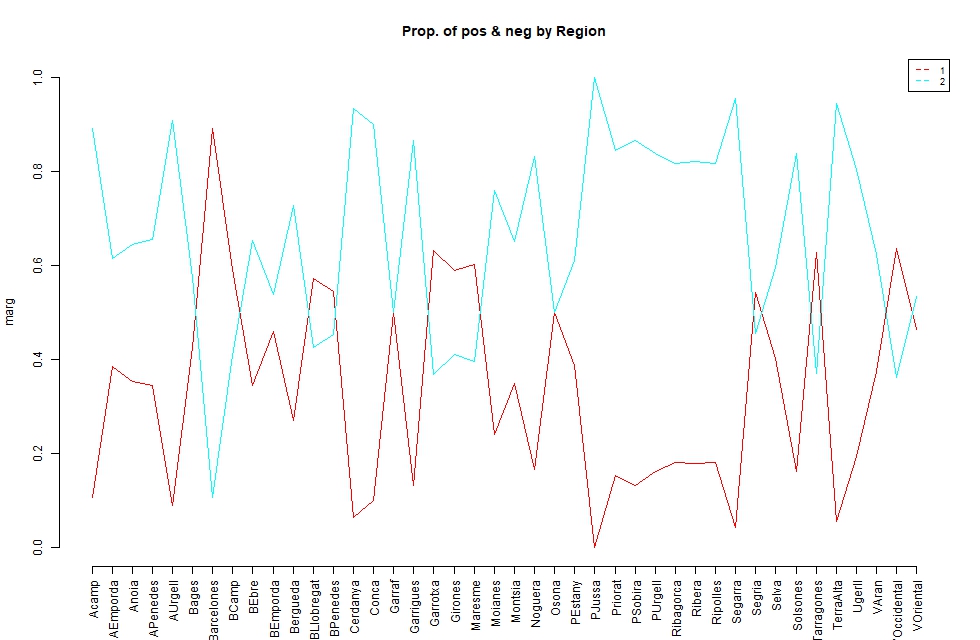 Prop. of pos & neg by Region
1
2
marg
1.0
0.8
0.6
0.4
0.2
0.0
Acamp
AEmporda
Anoia
APenedes
AUrgell
Bages
Barcelones
BCamp
BEbre
BEmporda
Bergueda
BLlobregat
BPenedes
Cerdanya
Conca
Garraf
Garrigues
Garrotxa
Girones
Maresme
Moianes
Montsia
Noguera
Osona
PEstany
PJussa
Priorat
PSobira
PUrgell
Ribagorca
Ribera
Ripolles
Segarra
Segria
Selva
Solsones
Tarragones
TerraAlta
Ugerll
VAran
VOccidental
VOriental